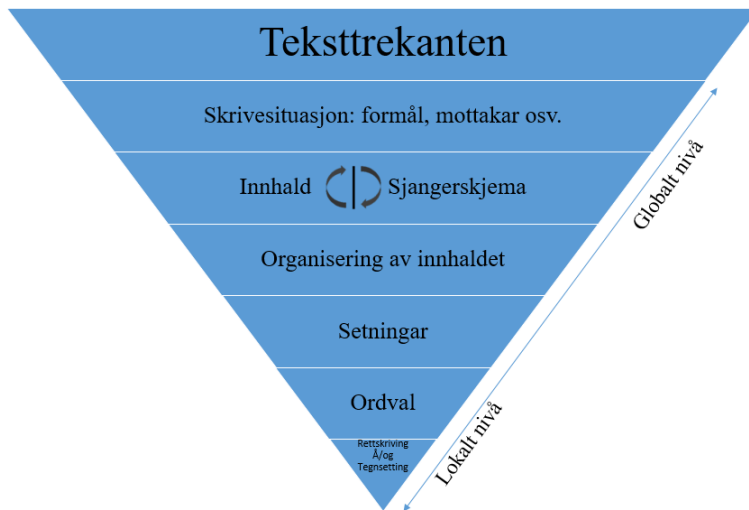 Teksttrekanten
Skrivesituasjon: formål, mottakar osv.
Innhald Sjangerskjema
Organisering av innhaldet
Setningar
Ordval
Rettskriving
Å/og
Tegnsetting
Globalt nivå
Lokalt nivå